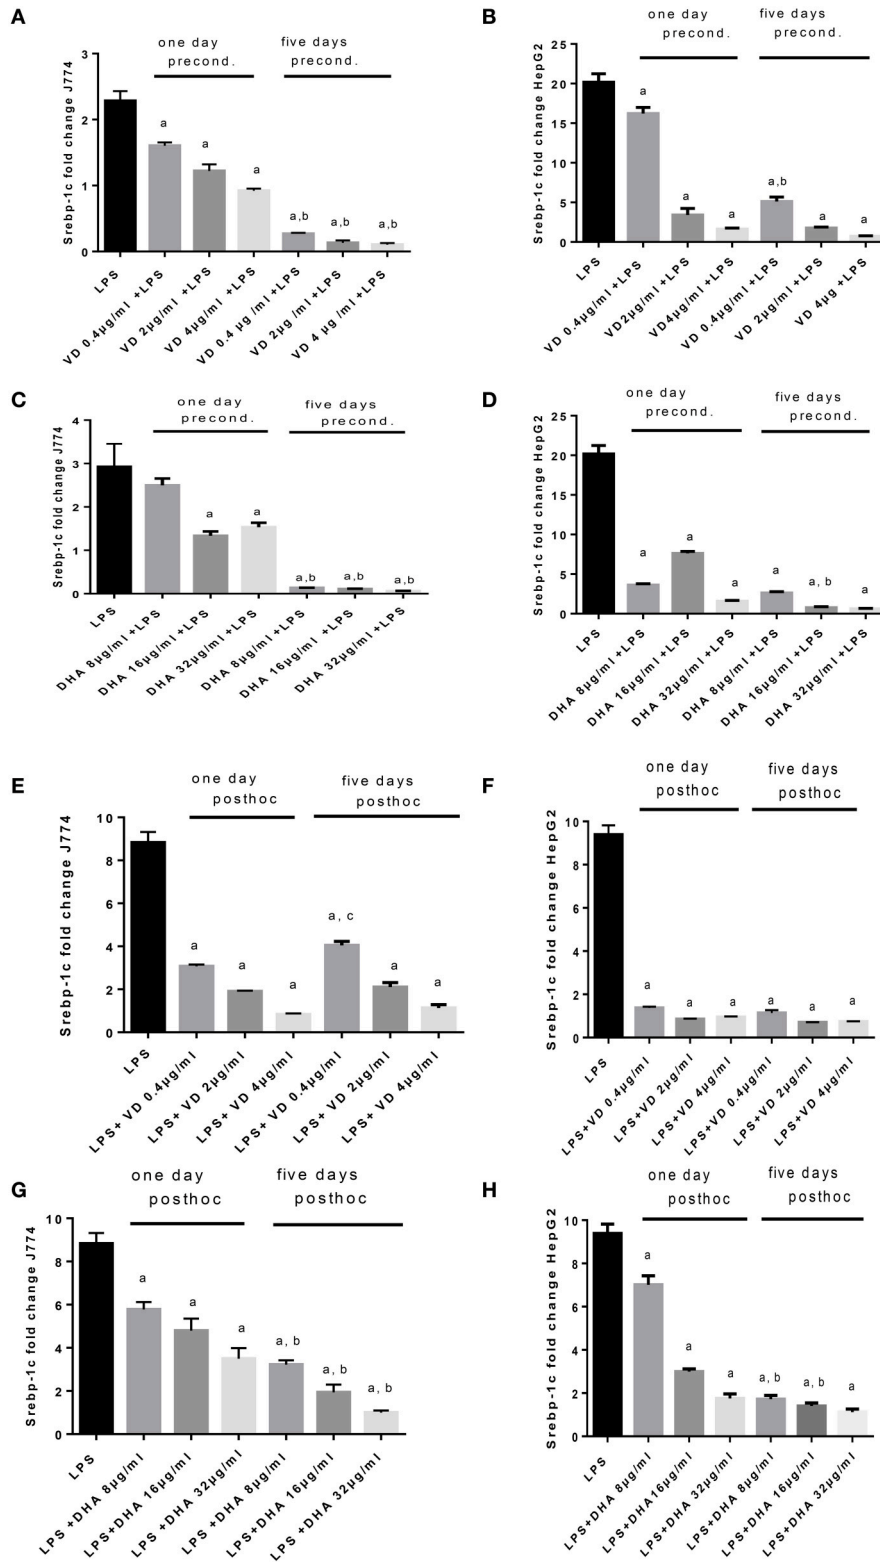 A
one day
precond.
five days
precond.
Srebp-1c fold change J774
3
2
1
0
a
a
a
a,b
a,b
a,b
LPS
VD 0.4µg/ml +LPS
VD 2µg/ml +LPS
VD 4µg/ml +LPS
VD 0.4 µg /ml +LPS
VD 2µg /ml +LPS
VD 4 µg /ml +LPS
B
one day
precond.
five days
precond.
Srebp-1c fold change HepG2
25
20
15
10
5
0
a
a
a
a,b
a
a
LPS
VD 0.4µg/ml +LPS
VD 2µg/ml +LPS
VD 4µg/ml +LPS
VD 0.4µg/ml +LPS
VD 2µg/ml +LPS
VD 4µg +LPS
C
one day
precond.
five days
precond.
Srebp-1c fold change J774
4
3
2
1
0
a
a
a,b
a,b
a,b
LPS
DHA 8µg/ml +LPS
DHA 16µg/ml +LPS
DHA 32µg/ml +LPS
DHA 8µg/ml +LPS
DHA 16µg/ml +LPS
DHA 32µg/ml +LPS
D
one day
precond.
five days
precond.
Srebp-1c fold change HepG2
25
20
15
10
5
0
a
a
a
a
a, b
a
LPS
DHA 8µg/ml +LPS
DHA 16µg/ml +LPS
DHA 32µg/ml +LPS
DHA 8µg/ml +LPS
DHA 16µg/ml +LPS
DHA 32µg/ml +LPS
E
one day
posthoc
five days
posthoc
Srebp-1c fold change J774
10
8
6
4
2
0
a
a
a
a, c
a
a
LPS
LPS+ VD 0.4µg/ml
LPS+ VD 2µg/ml
LPS+ VD 4µg/ml
LPS+ VD 0.4µg/ml
LPS+ VD 2µg/ml
LPS+ VD 4µg/ml
F
one day
posthoc
five days
posthoc
Srebp-1c fold change HepG2
10
8
6
4
2
0
a
a
a
a
a
a
LPS
LPS+VD 0.4µg/ml
LPS+VD 2µg/ml
LPS+VD 4µg/ml
LPS+VD 0.4µg/ml
LPS+VD 2µg/ml
LPS+VD 4µg/ml
G
one day
posthoc
five days
posthoc
Srebp-1c fold change J774
10
8
6
4
2
0
a
a
a
a, b
a, b
a, b
LPS
LPS +DHA 8µg/ml
LPS+DHA 16µg/ml
LPS +DHA 32µg/ml
LPS +DHA 8µg/ml
LPS +DHA 16µg/ml
LPS +DHA 32µg/ml
H
one day
posthoc
five days
posthoc
Srebp-1c fold change HepG2
10
8
6
4
2
0
a
a
a
a, b
a, b
a
LPS
LPS+DHA 8µg/ml
LPS+DHA16µg/ml
LPS+DHA 32µg/ml
LPS+DHA 8µg/ml
LPS+DHA 16µg/ml
LPS+DHA 32µg/ml